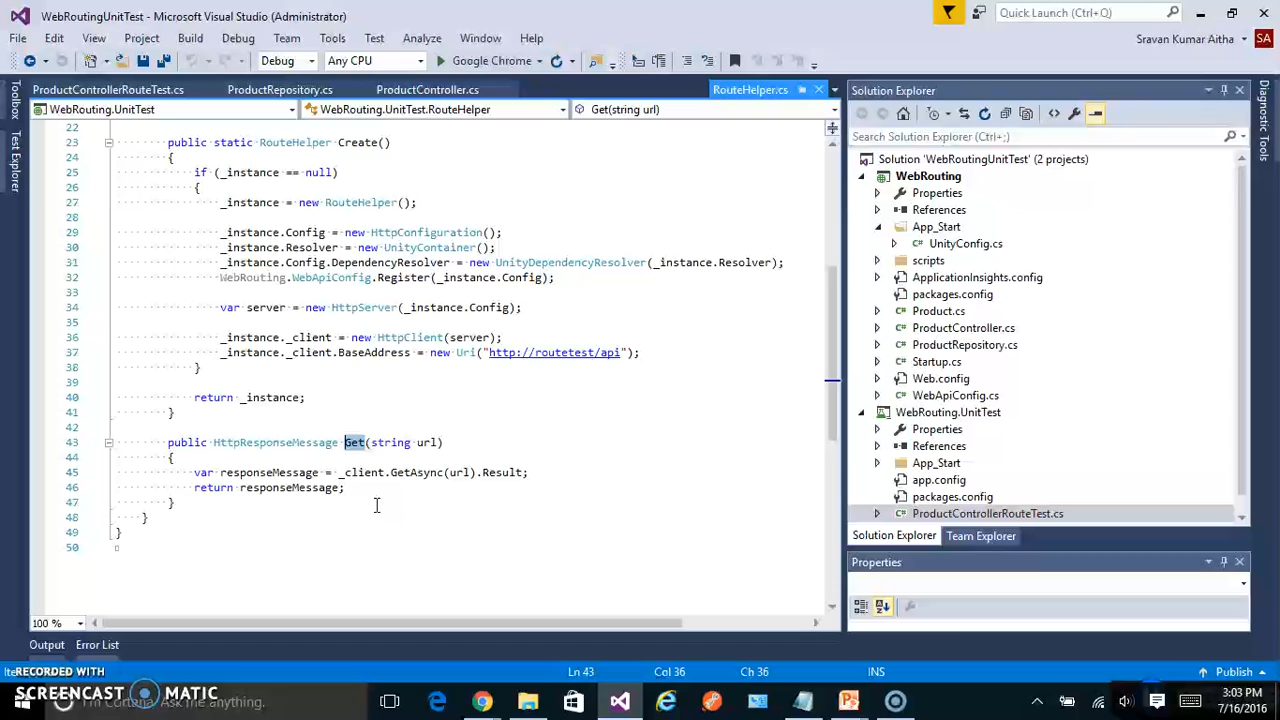 WebRoutingUnitTest - Microsoft Visual Studio (Administrator)
Quick Launch (Ctrl+Q)
File Edit View Project Build Debug Team Tools Test Analyze Window Help
Sravan Kumar Aitha SA
Debug Any CPU Google Chrome
Toolbox
Test Explorer
ProductControllerRouteTest.cs ProductRepository.cs ProductController.cs RouteHelper.cs
WebRouting.UnitTest WebRouting.UnitTest.RouteHelper Get(string url)
22
23 public static RouteHelper Create()
24 {
25 if (_instance == null)
26 {
27 _instance = new RouteHelper();
28
29 _instance.Config = new HttpConfiguration();
30 _instance.Resolver = new UnityContainer();
31 _instance.Config.DependencyResolver = new UnityDependencyResolver(_instance.Resolver);
32 WebRouting.WebApiConfig.Register(_instance.Config);
33
34 var server = new HttpServer(_instance.Config);
35
36 _instance._client = new HttpClient(server);
37 _instance._client.BaseAddress = new Uri("http://routetest/api");
38 }
39
40 return _instance;
41 }
42
43 public HttpResponseMessage Get(string url)
44 {
45 var responseMessage = _client.GetAsync(url).Result;
46 return responseMessage;
47 }
48 }
49 }
50
100 %
Solution Explorer
Search Solution Explorer (Ctrl+;)
Solution 'WebRoutingUnitTest' (2 projects)
WebRouting
Properties
References
App_Start
C# UnityConfig.cs
scripts
ApplicationInsights.config
packages.config
C# Product.cs
C# ProductController.cs
C# ProductRepository.cs
C# Startup.cs
Web.config
C# WebApiConfig.cs
WebRouting.UnitTest
Properties
References
App_Start
app.config
packages.config
C# ProductControllerRouteTest.cs
Solution Explorer Team Explorer
Properties
Diagnostic Tools
Output Error List
Ln 43 Col 36 Ch 36 INS Publish
RECORDED WITH
SCREENCAST MATIC
I'm Cortana. Ask me anything.
3:03 PM
7/16/2016